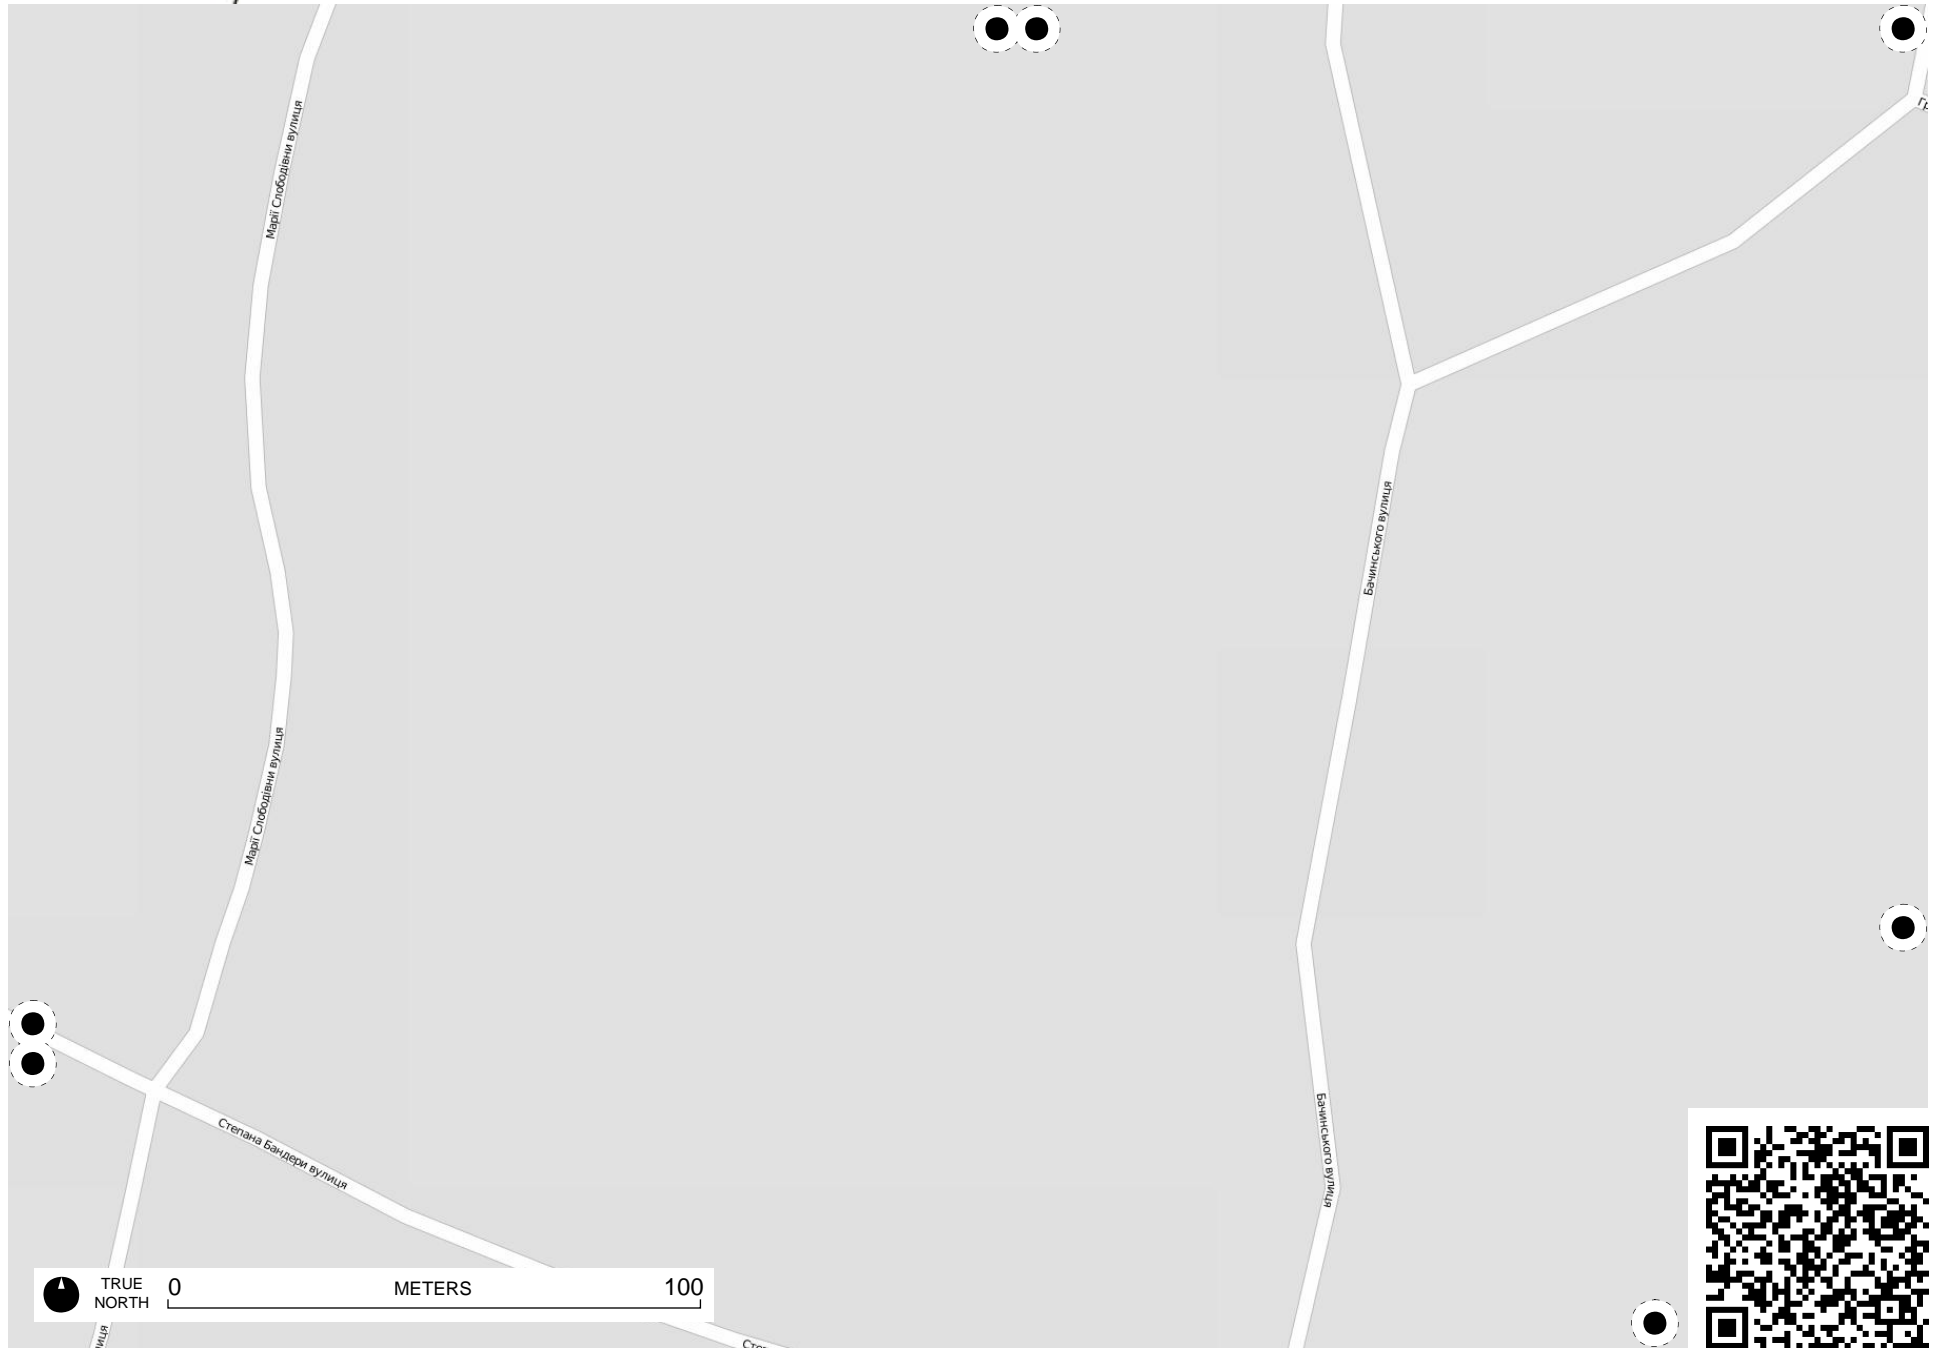 Марії Слободівни вулиця
Бачинського вулиця
Марії Слободівни вулиця
Бачинського вулиця
Степана Бандери вулиця
TRUE NORTH
0 METERS 100